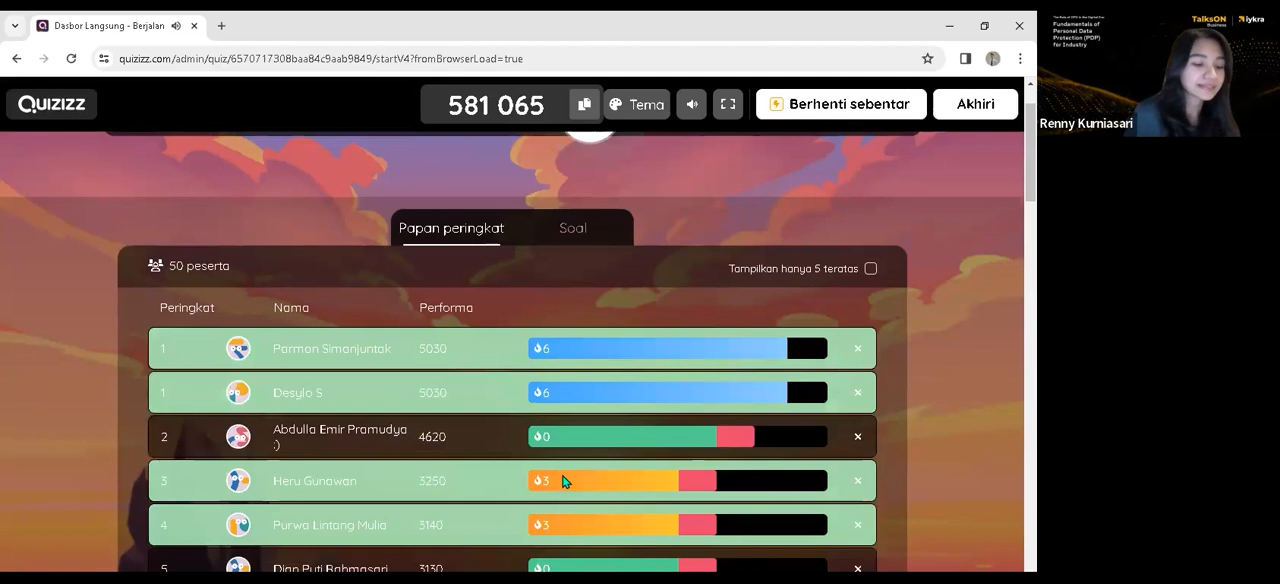 Dasbor Langsung - Berjalan
quizizz.com/admin/quiz/6570717308baa84c9aab9849/startV4?fromBrowserLoad=true
QUIZIZZ
581 065
Tema
Berhenti sebentar
Akhiri
Papan peringkat
Soal
50 peserta
Tampilkan hanya 5 teratas
Peringkat Nama Performa
1 Parman Simanjuntak 5030 6
1 Desylo S 5030 6
2 Abdulla Emir Pramudya :) 4620 0
3 Heru Gunawan 3250 3
4 Purwa Lintang Mulia 3140 3
5 Dian Puti Rahmasari 3130 0
TalksON
Business
iykra
Fundamentals of
Personal Data
Protection (PDP)
for Industry
Renny Kurniasari